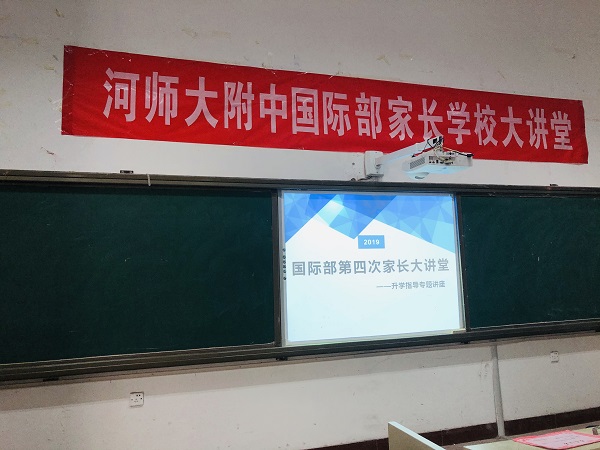 河师大附中国际部家长学校大讲堂
2019
国际部第四次家长大讲堂
——升学指导专题讲座